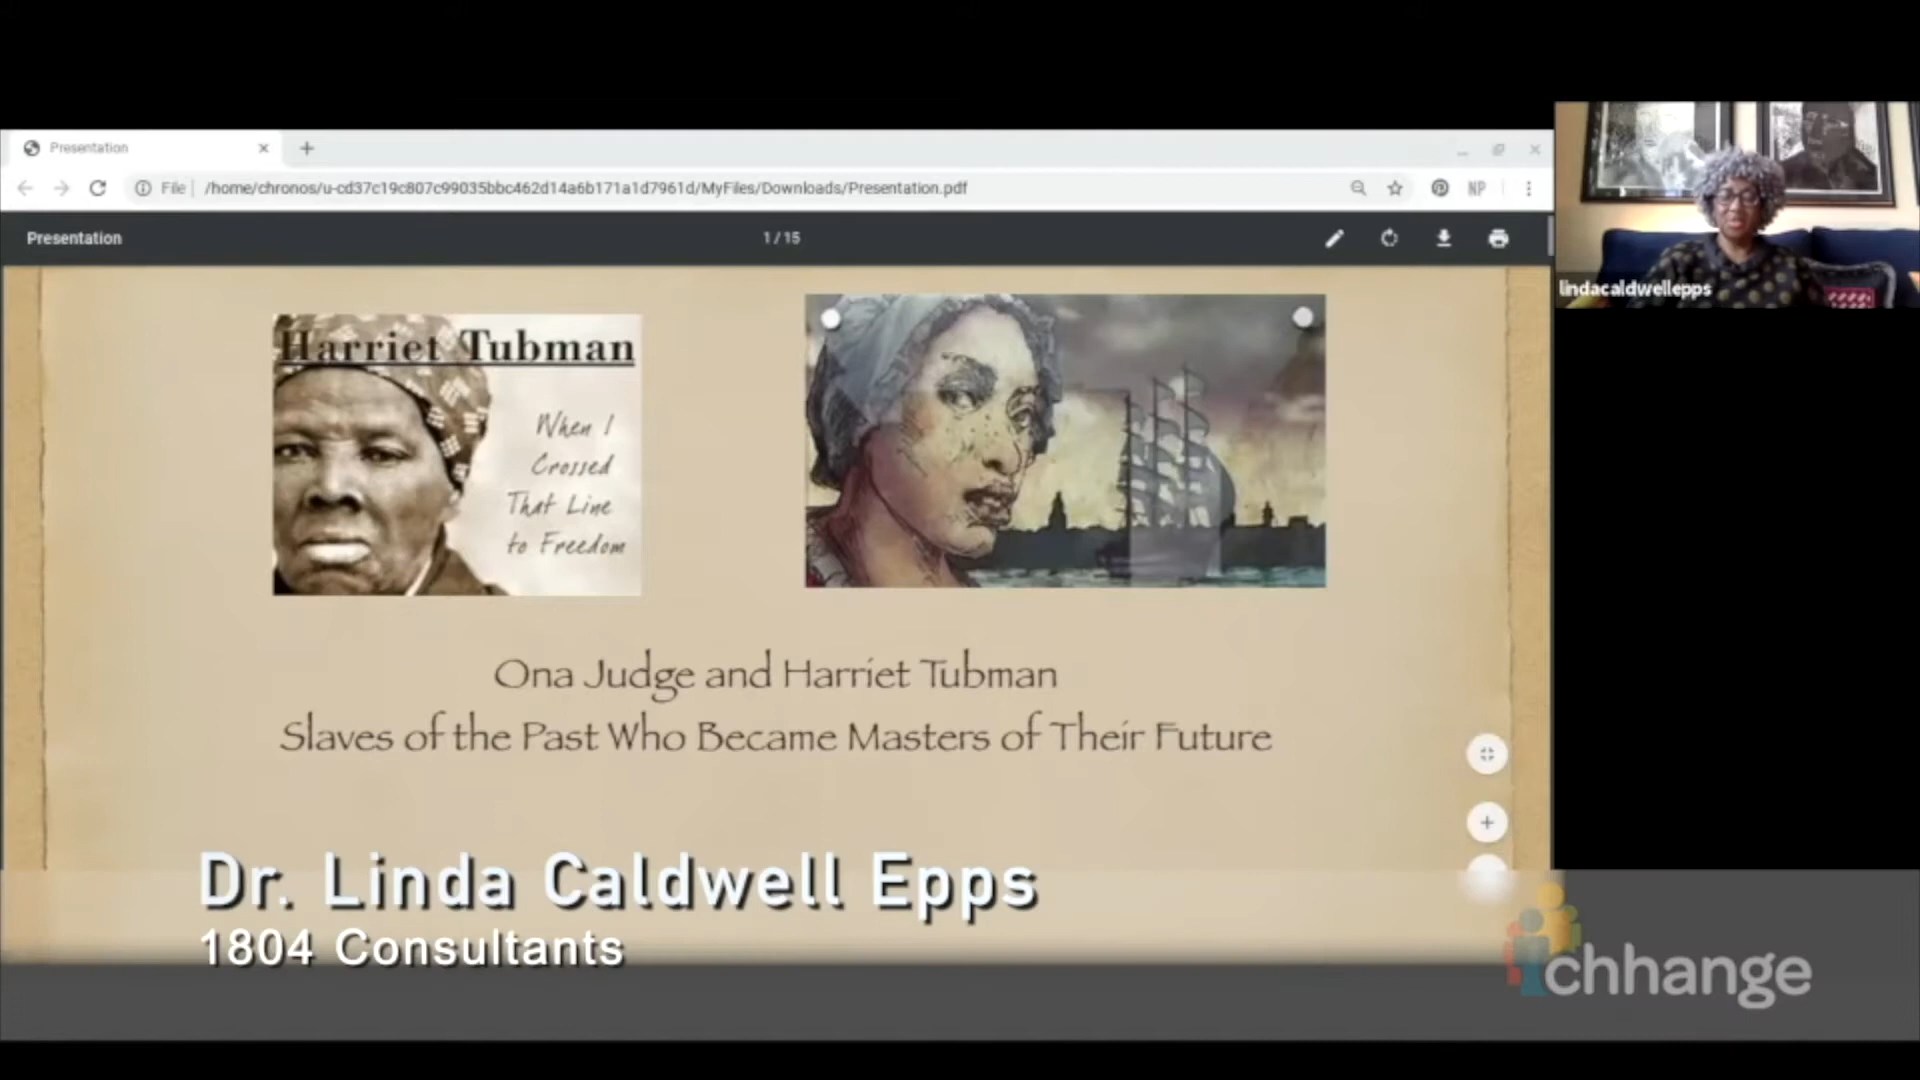 Presentation
File
/home/chronos/u-cd37c19c807c99035bbc462d14a6b171a1d7961d/MyFiles/Downloads/Presentation.pdf
NP
Presentation
1 / 15
lindacaldwellepps
Harriet Tubman
When I
Crossed
That Line
to Freedom
Ona Judge and Harriet Tubman
Slaves of the Past Who Became Masters of Their Future
Dr. Linda Caldwell Epps
1804 Consultants
chhange